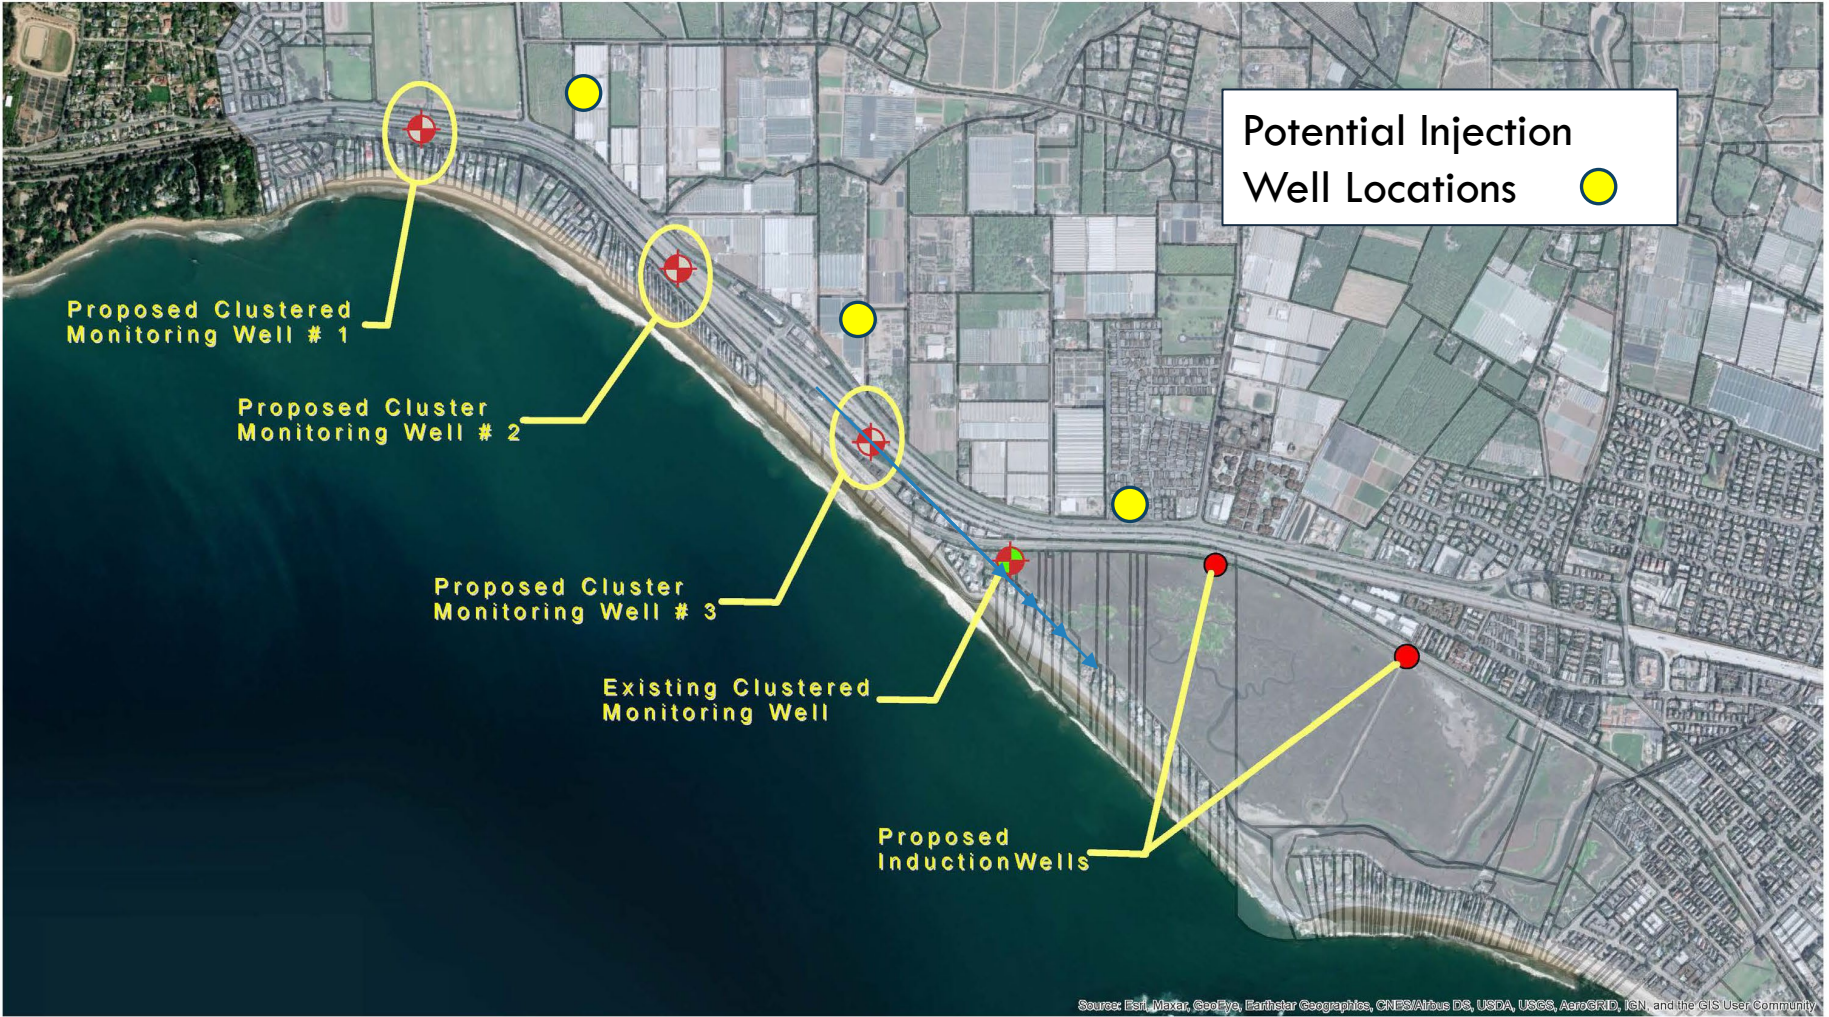 Potential Injection
Well Locations
Proposed Clustered
Monitoring Well # 1
Proposed Cluster
Monitoring Well # 2
Proposed Cluster
Monitoring Well # 3
Existing Clustered
Monitoring Well
Proposed
InductionWells
Source: Esri, Maxar, GeoEye, Earthstar Geographics, CNES/Airbus DS, USDA, USGS, AeroGRID, IGN, and the GIS User Community